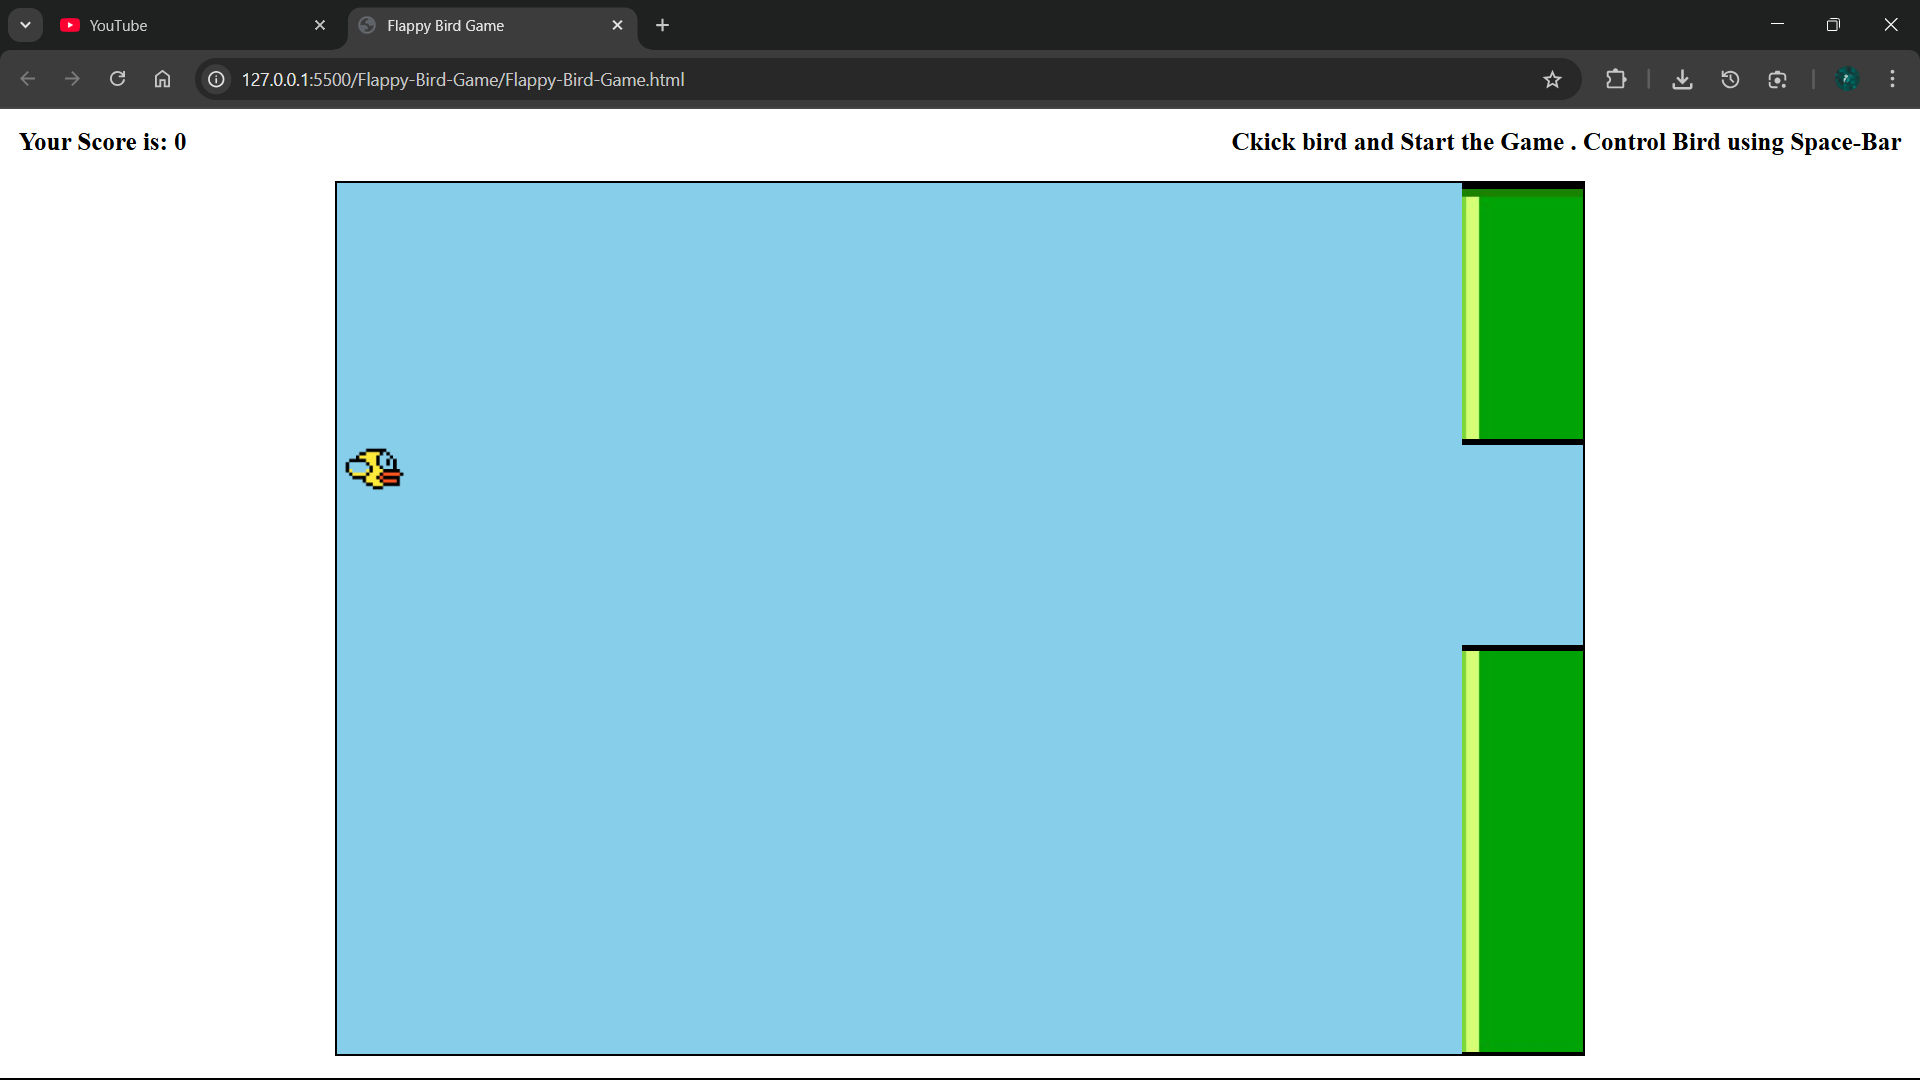 YouTube
Flappy Bird Game
127.0.0.1:5500/Flappy-Bird-Game/Flappy-Bird-Game.html
Your Score is: 0
Ckick bird and Start the Game . Control Bird using Space-Bar